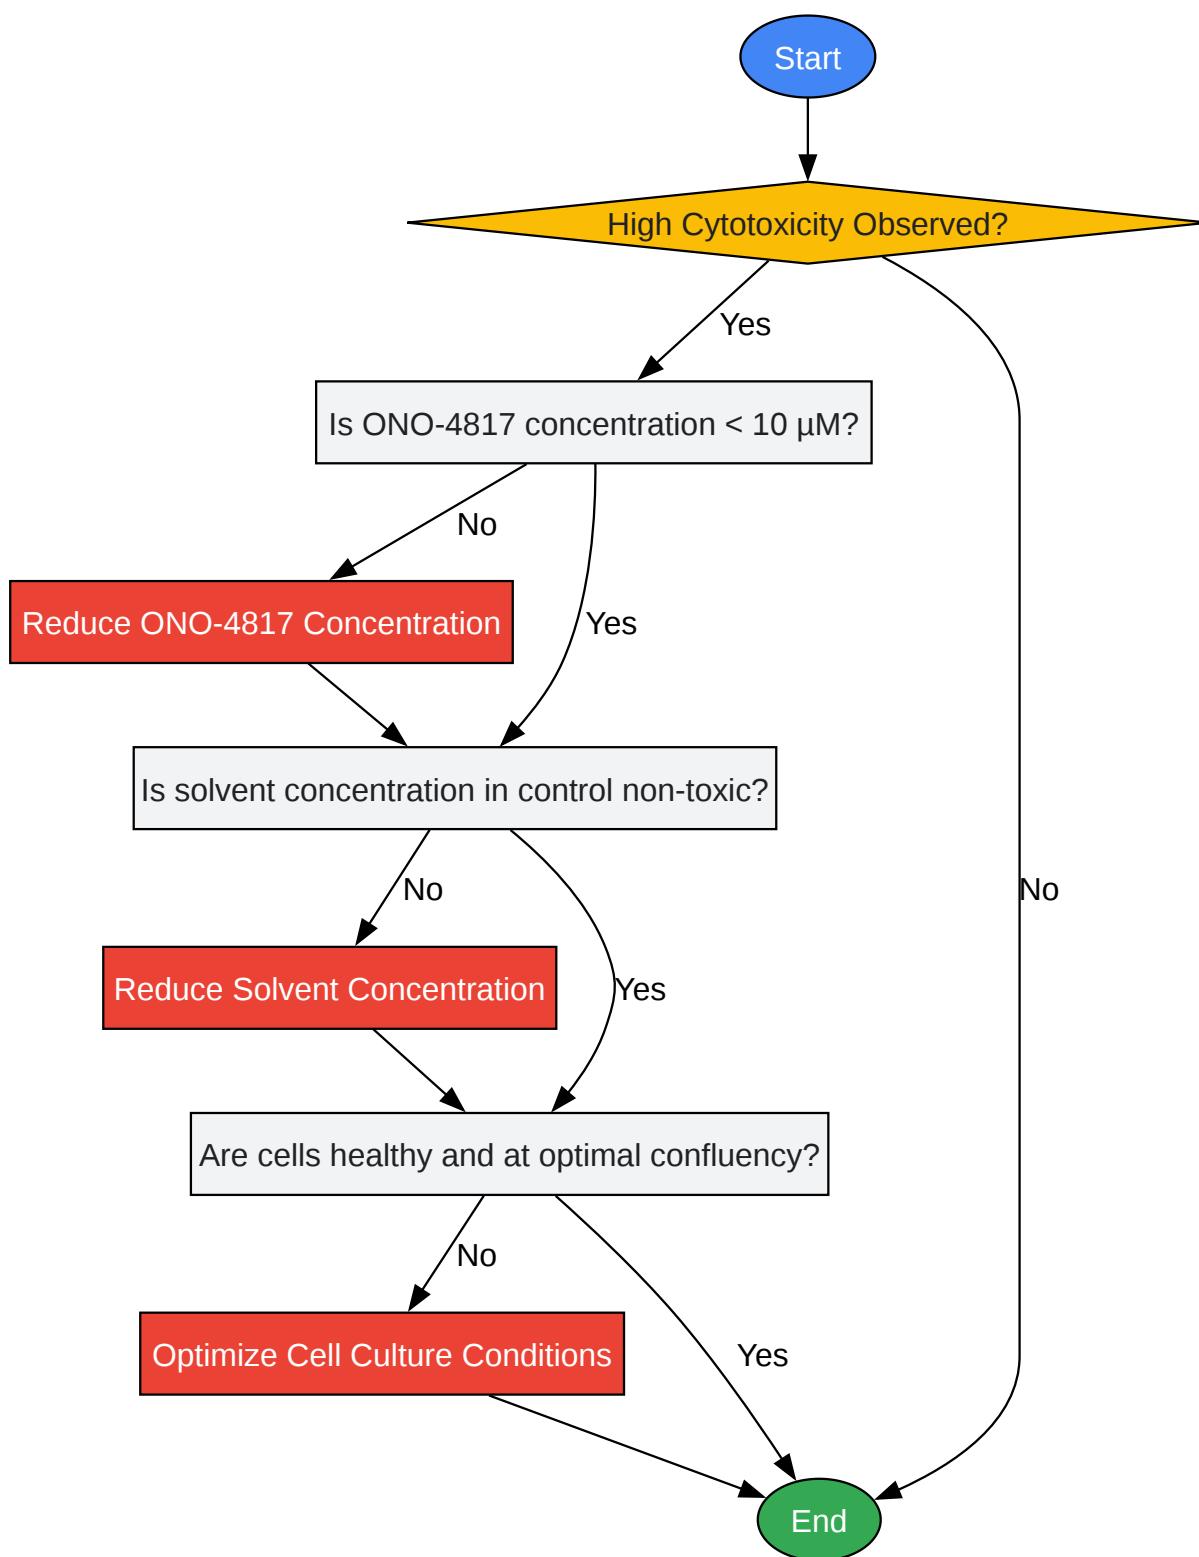 Start
High Cytotoxicity Observed?
Yes
Is ONO-4817 concentration < 10 µM?
No
Reduce ONO-4817 Concentration
Yes
Is solvent concentration in control non-toxic?
No
No
Reduce Solvent Concentration
Yes
Are cells healthy and at optimal confluency?
No
Optimize Cell Culture Conditions
Yes
End